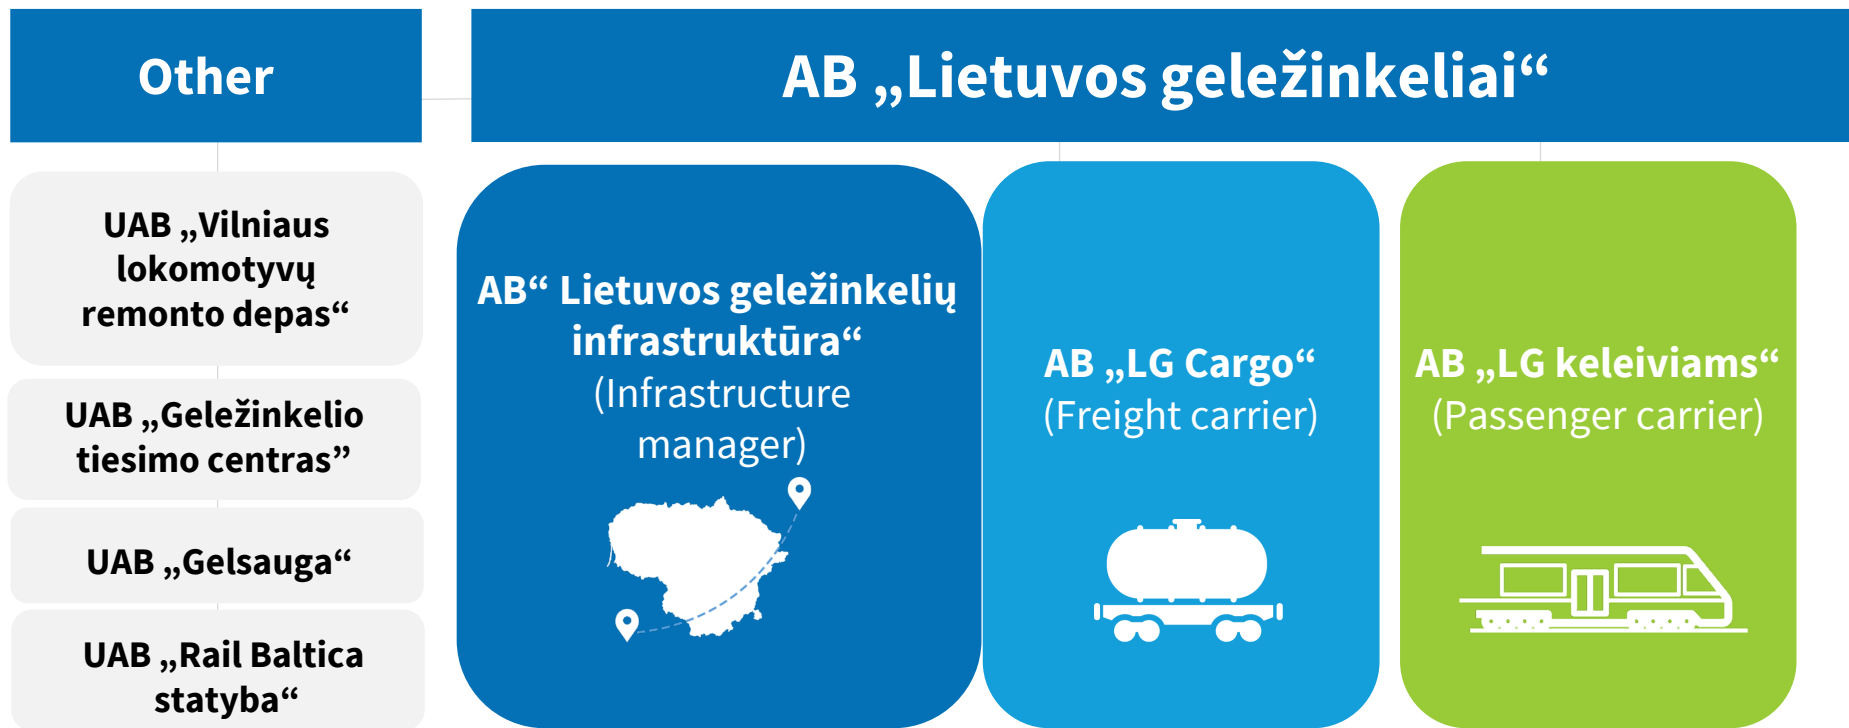 Other
AB „Lietuvos geležinkeliai“
UAB „Vilniaus
lokomotyvų
remonto depas“
UAB „Geležinkelio
tiesimo centras”
UAB „Gelsauga“
UAB „Rail Baltica
statyba“
AB“ Lietuvos geležinkelių
infrastruktūra“
(Infrastructure
manager)
AB „LG Cargo“
(Freight carrier)
AB „LG keleiviams“
(Passenger carrier)